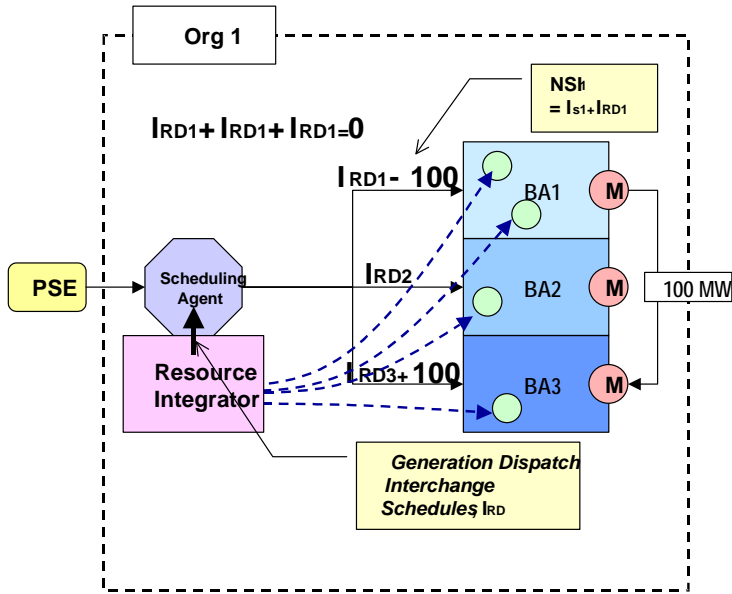 Org 1
NSI1
= Is1+IRD1
IRD1+ IRD1+ IRD1=0
IRD1- 100
BA1
M
PSE
Scheduling
Agent
IRD2
BA2
M
100 MW
Resource
Integrator
IRD3+ 100
BA3
M
Generation Dispatch
Interchange
Schedules, IRD